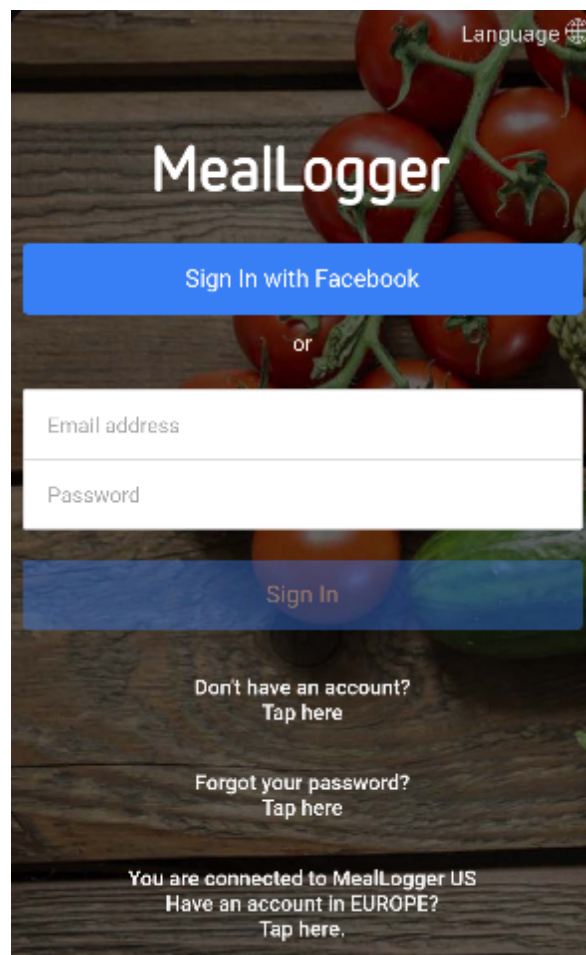 Language
MealLogger
Sign In with Facebook
or
Email address
Password
Sign In
Don't have an account?
Tap here
Forgot your password?
Tap here
You are connected to MealLogger US
Have an account in EUROPE?
Tap here.